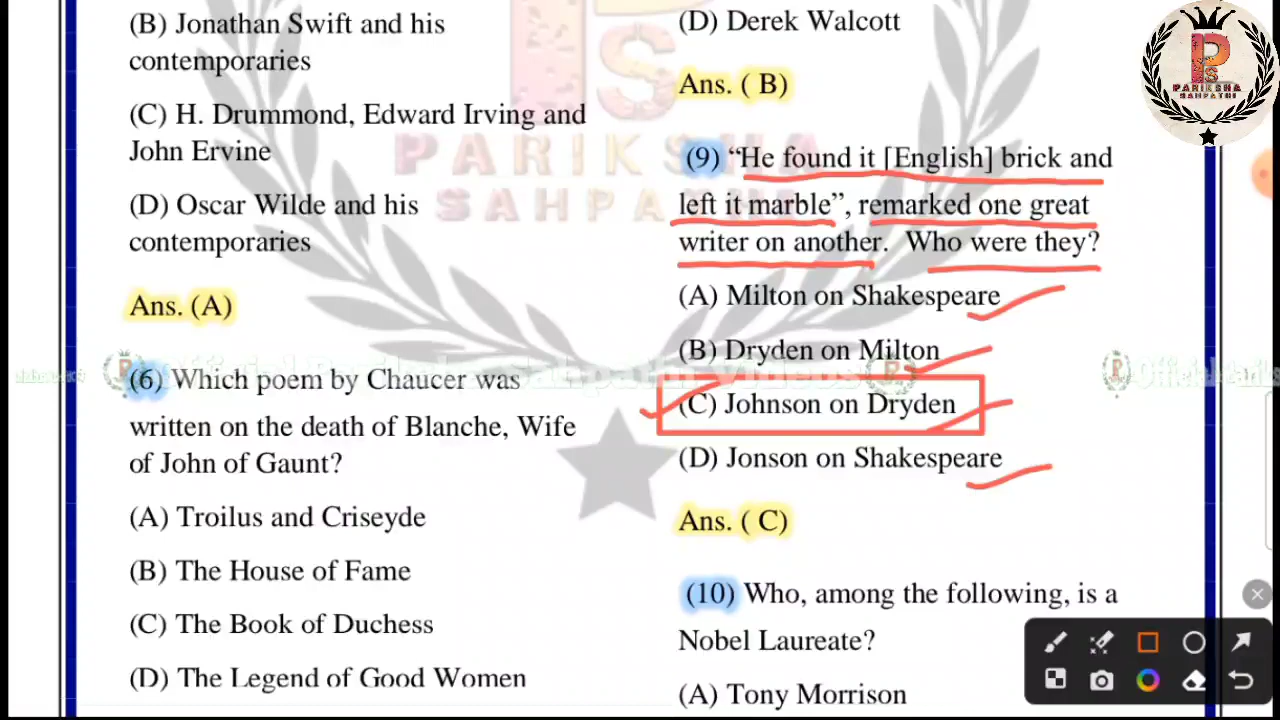 (B) Jonathan Swift and his
contemporaries
(C) H. Drummond, Edward Irving and
John Ervine
(D) Oscar Wilde and his
contemporaries
Ans. (A)
(6) Which poem by Chaucer was
written on the death of Blanche, Wife
of John of Gaunt?
(A) Troilus and Criseyde
(B) The House of Fame
(C) The Book of Duchess
(D) The Legend of Good Women
(D) Derek Walcott
Ans. ( B)
(9) “He found it [English] brick and
left it marble”, remarked one great
writer on another. Who were they?
(A) Milton on Shakespeare
(B) Dryden on Milton
(C) Johnson on Dryden
(D) Jonson on Shakespeare
Ans. ( C)
(10) Who, among the following, is a
Nobel Laureate?
(A) Tony Morrison
PARIKSHA
SAHPATHI
PARIKSHA
SAHPATHI